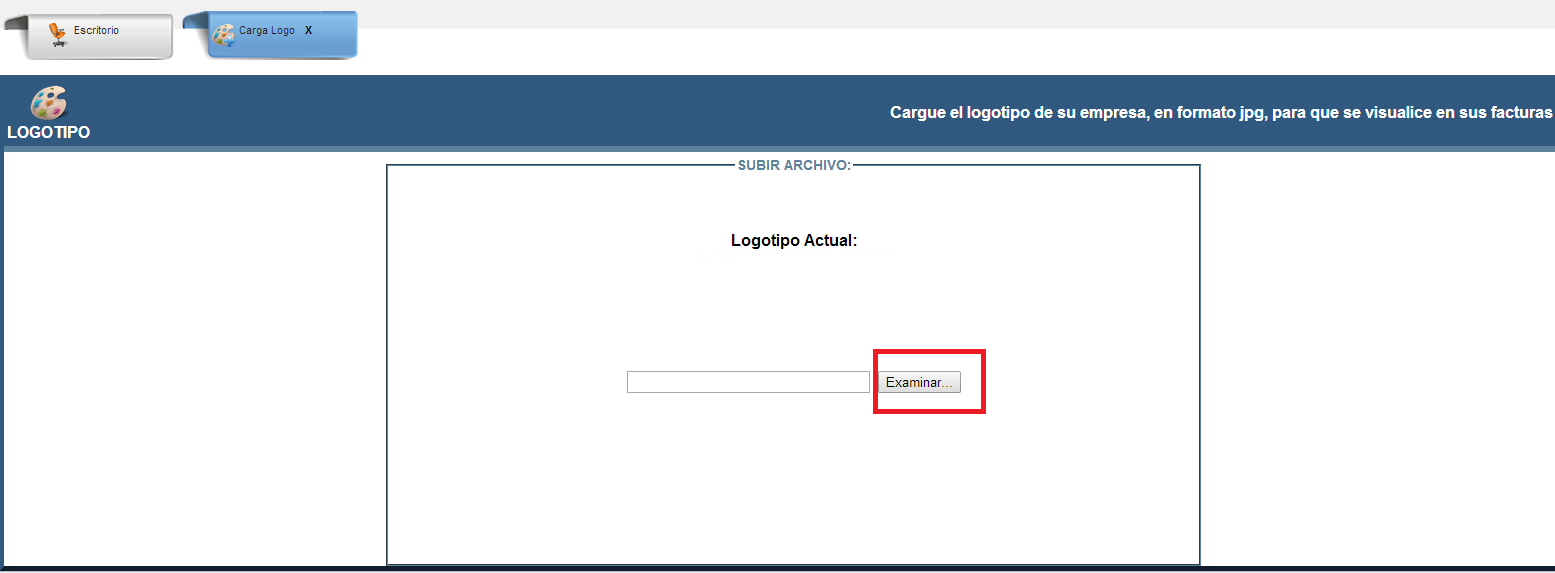 Escritorio
Carga Logo X
LOGOTIPO
Cargue el logotipo de su empresa, en formato jpg, para que se visualice en sus facturas
SUBIR ARCHIVO:
Logotipo Actual:
Examinar...